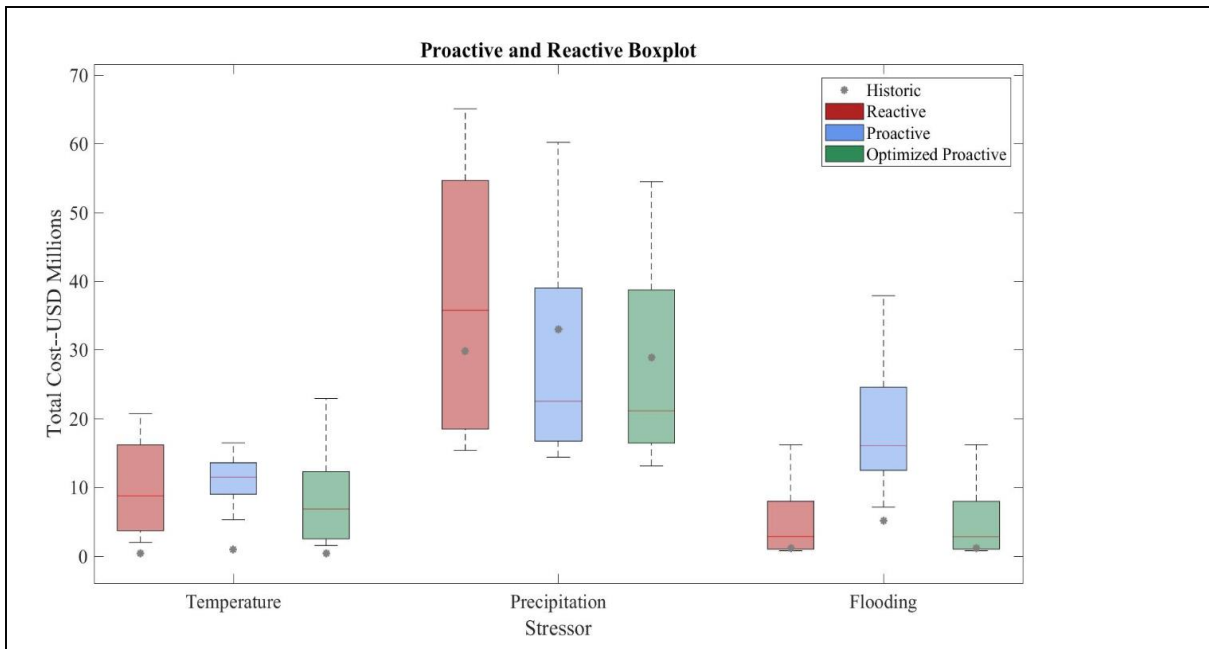 Proactive and Reactive Boxplot
Total Cost--USD Millions
70
60
50
40
30
20
10
0
Historic
Reactive
Proactive
Optimized Proactive
Temperature
Precipitation
Flooding
Stressor